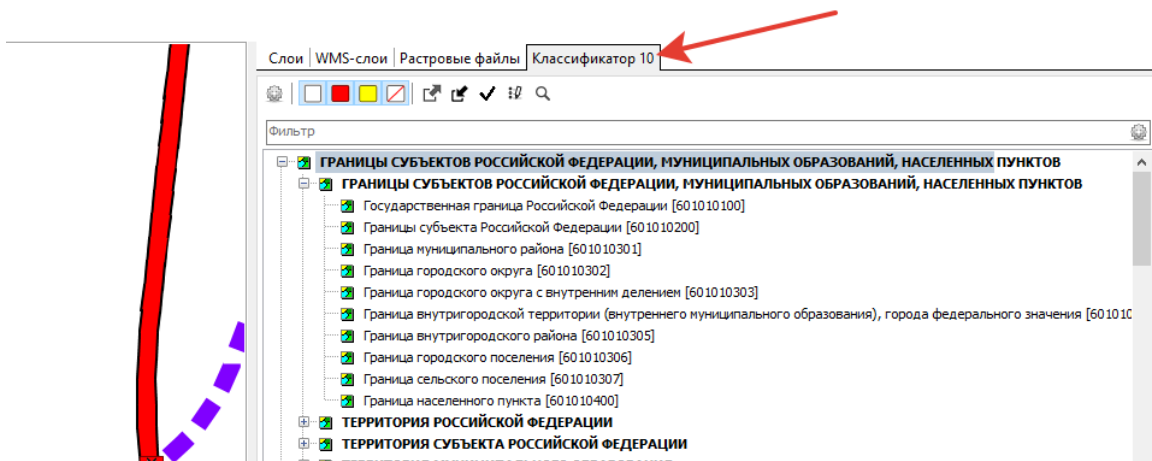 Слои WMS-слои Растровые файлы Классификатор 10
Фильтр
ГРАНИЦЫ СУБЪЕКТОВ РОССИЙСКОЙ ФЕДЕРАЦИИ, МУНИЦИПАЛЬНЫХ ОБРАЗОВАНИЙ, НАСЕЛЕННЫХ ПУНКТОВ
ГРАНИЦЫ СУБЪЕКТОВ РОССИЙСКОЙ ФЕДЕРАЦИИ, МУНИЦИПАЛЬНЫХ ОБРАЗОВАНИЙ, НАСЕЛЕННЫХ ПУНКТОВ
Государственная граница Российской Федерации [601010100]
Границы субъекта Российской Федерации [601010200]
Граница муниципального района [601010301]
Граница городского округа [601010302]
Граница городского округа с внутренним делением [601010303]
Граница внутригородской территории (внутреннего муниципального образования), города федерального значения [60101С
Граница внутригородского района [601010305]
Граница городского поселения [601010306]
Граница сельского поселения [601010307]
Граница населенного пункта [601010400]
ТЕРРИТОРИЯ РОССИЙСКОЙ ФЕДЕРАЦИИ
ТЕРРИТОРИЯ СУБЪЕКТА РОССИЙСКОЙ ФЕДЕРАЦИИ